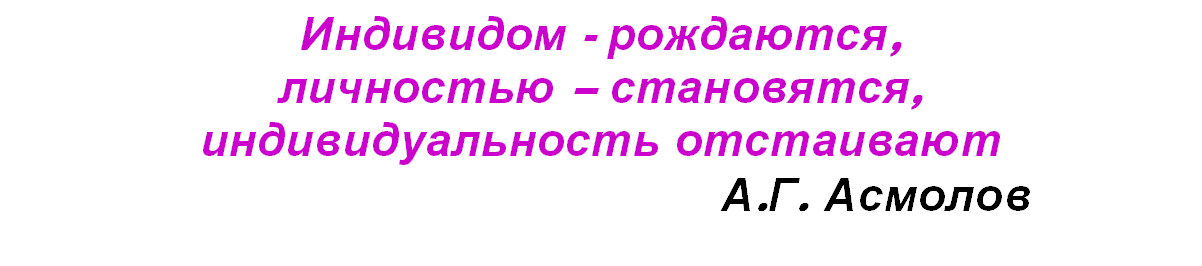 Индивидом - рождаются,
личностью – становятся,
индивидуальность отстаивают
А.Г. Асмолов